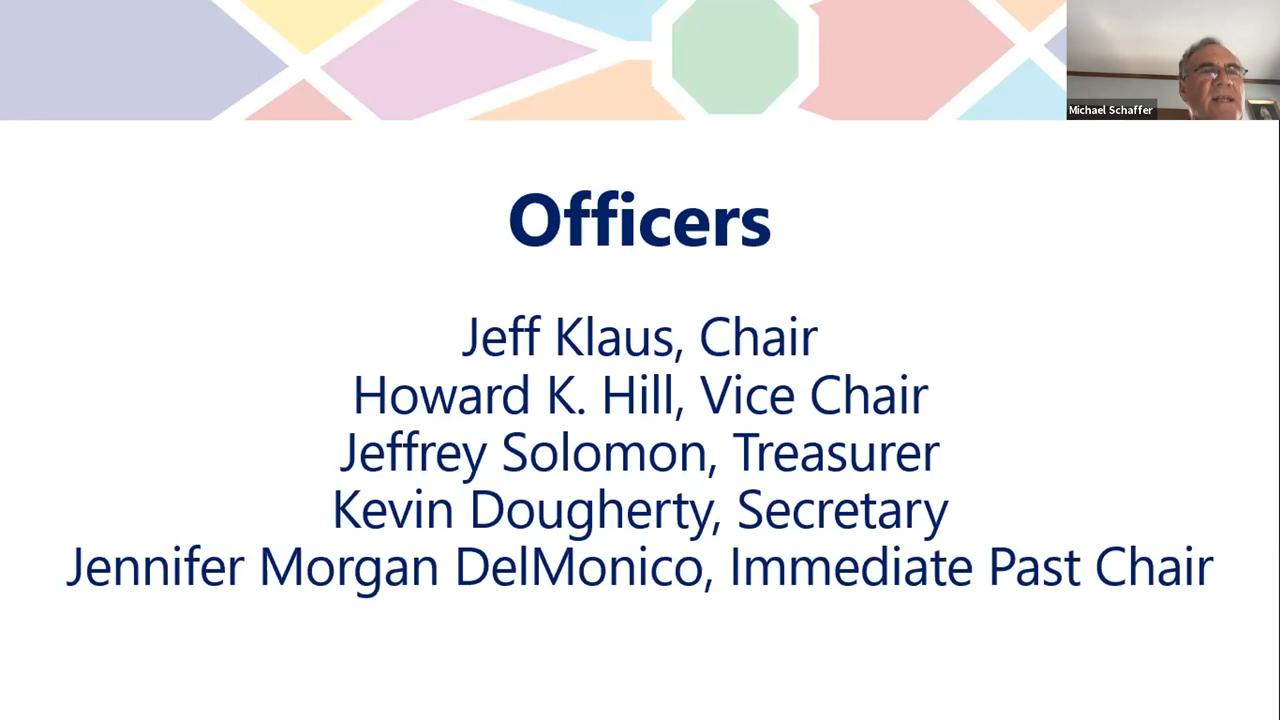 Michael Schaffer
Officers
Jeff Klaus, Chair
Howard K. Hill, Vice Chair
Jeffrey Solomon, Treasurer
Kevin Dougherty, Secretary
Jennifer Morgan DelMonico, Immediate Past Chair